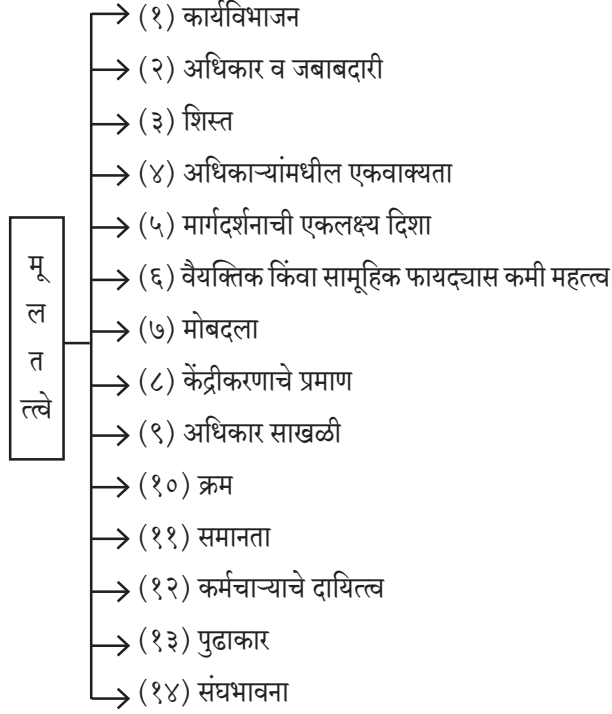 (१) कार्यविभाजन
(२) अधिकार व जबाबदारी
(३) शिस्त
(४) अधिकाऱ्यांमधील एकवाक्यता
(५) मार्गदर्शनाची एकलक्ष्य दिशा
(६) वैयक्तिक किंवा सामूहिक फायद्यास कमी महत्त्व
(७) मोबदला
(८) केंद्रीकरणाचे प्रमाण
(९) अधिकार साखळी
(१०) क्रम
(११) समानता
(१२) कर्मचाऱ्याचे दायित्त्व
(१३) पुढाकार
(१४) संघभावना
मू
ल
त
त्त्वे